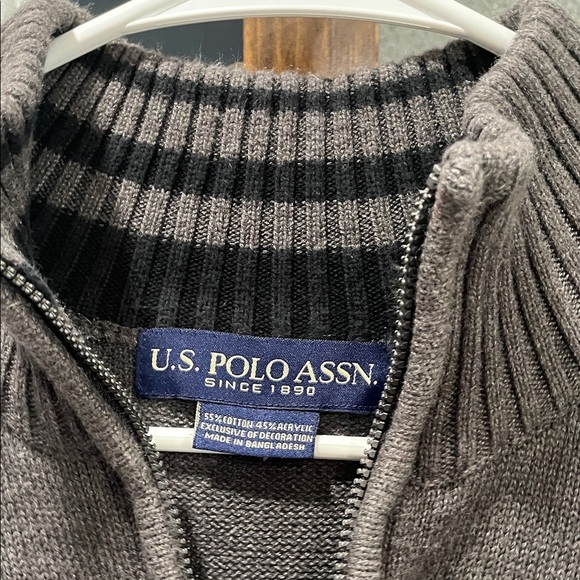 U.S. POLO ASSN.
SINCE 1890
55% COTTON 45% ACRYLIC
EXCLUSIVE OF DECORATION
MADE IN BANGLADESH